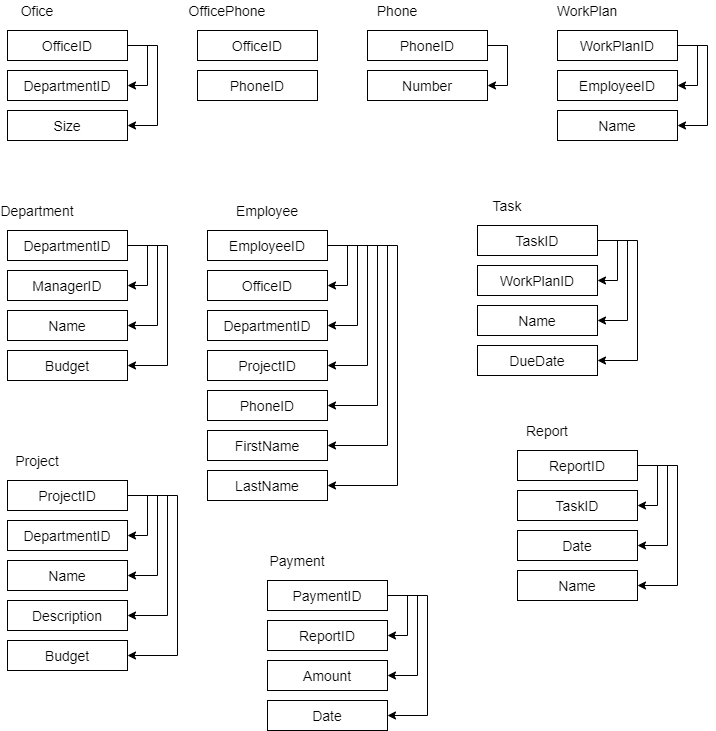 Ofice
OfficeID
DepartmentID
Size
OfficePhone
OfficeID
PhoneID
Phone
PhoneID
Number
WorkPlan
WorkPlanID
EmployeeID
Name
Department
DepartmentID
ManagerID
Name
Budget
Employee
EmployeeID
OfficeID
DepartmentID
ProjectID
PhoneID
FirstName
LastName
Task
TaskID
WorkPlanID
Name
DueDate
Project
ProjectID
DepartmentID
Name
Description
Budget
Payment
PaymentID
ReportID
Amount
Date
Report
ReportID
TaskID
Date
Name